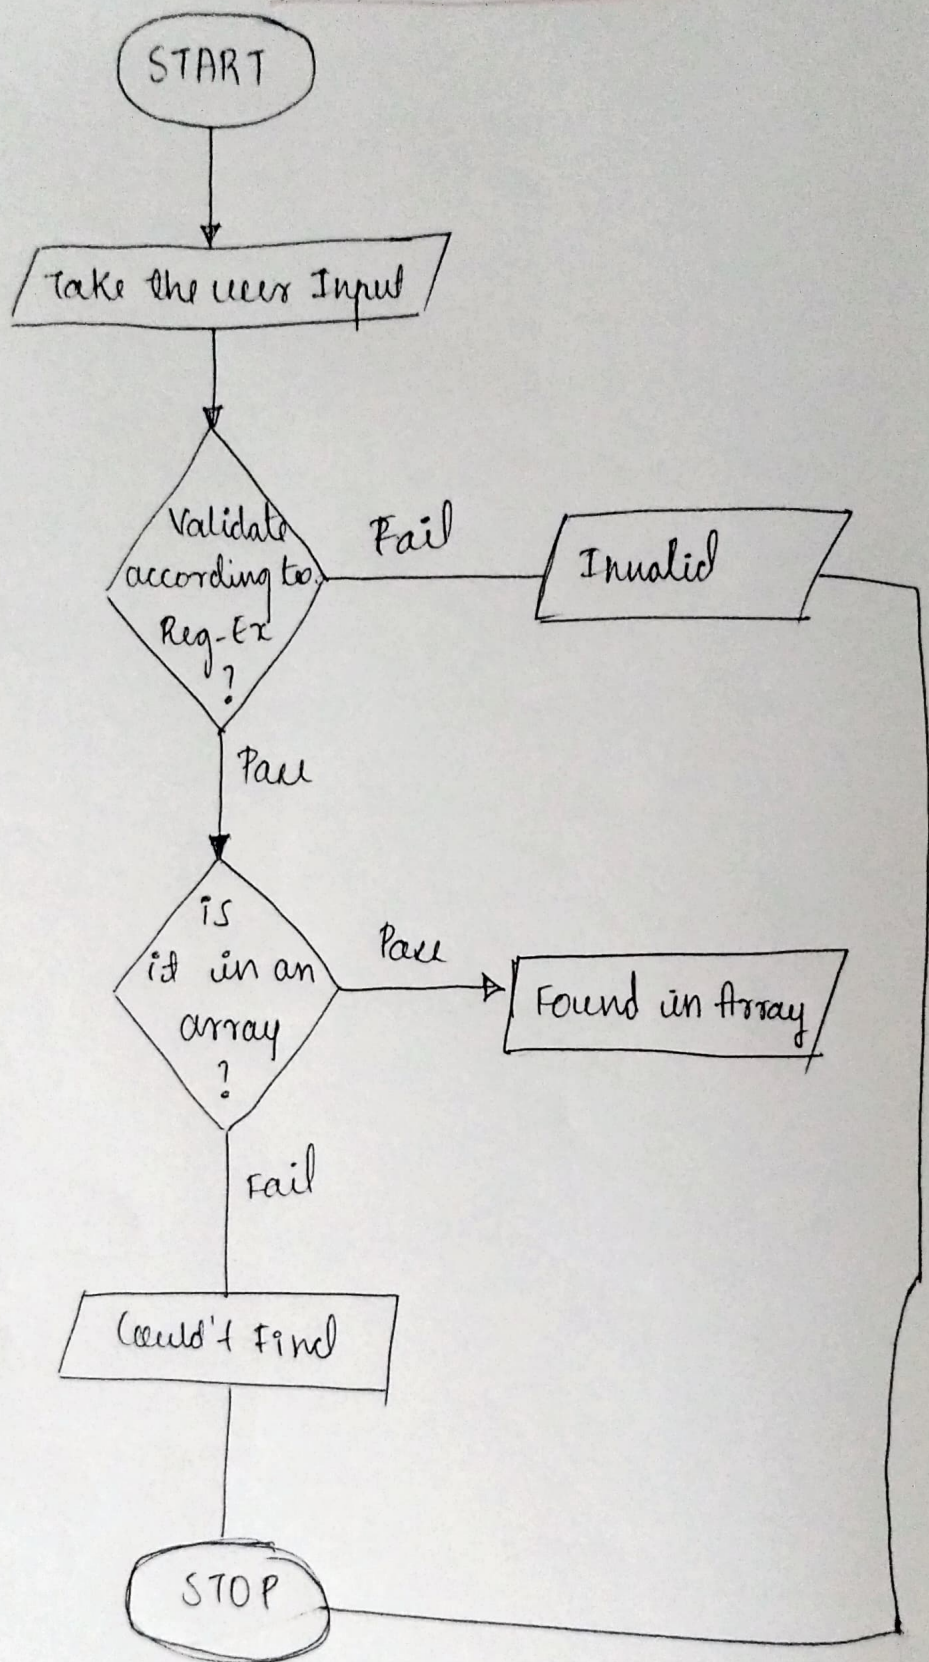 START
Take the user Input
Validate
according to
Reg-Ex
?
Fail
Invalid
Pass
is
it in an
array
?
Pass
Found in Array
Fail
Could't Find
STOP